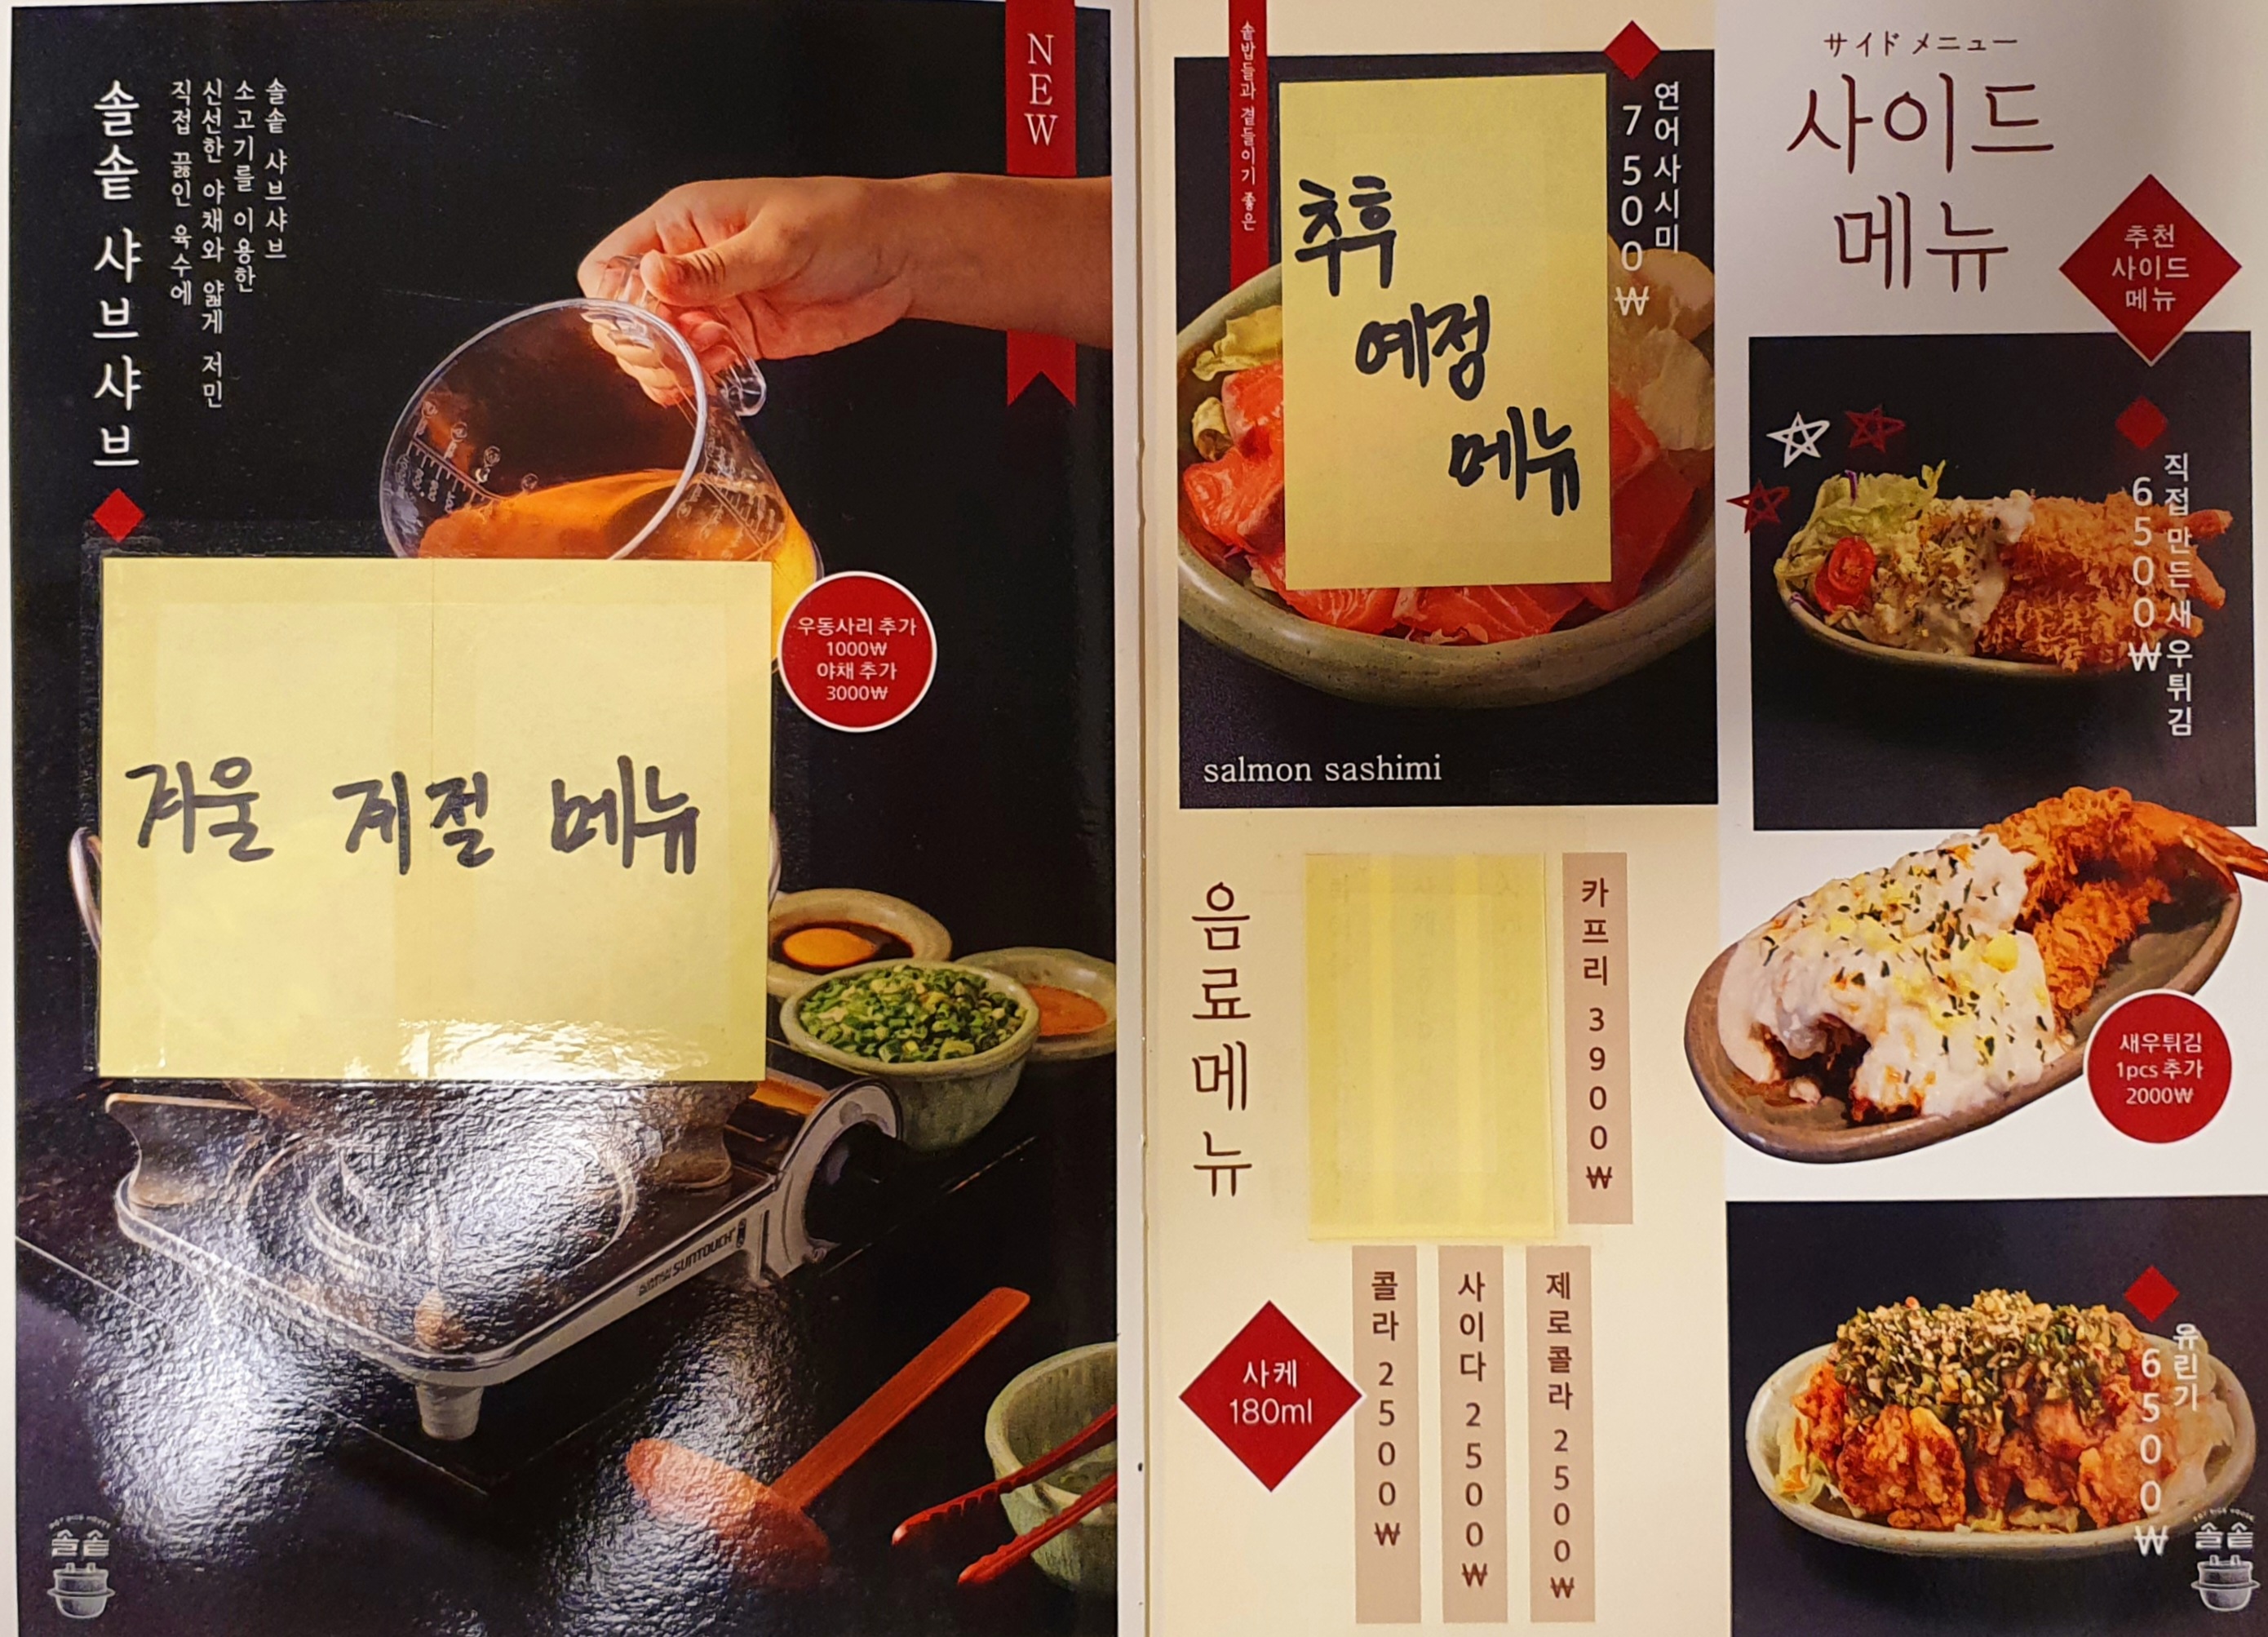 NEW
솔솥 샤브샤브
소고기를 이용한
신선한 야채와 얇게 저민
직접 끓인 육수에
솔솥 샤브샤브
우동사리 추가
1000₩
야채 추가
3000₩
겨울 계절 메뉴
SUNTOUCH
솔솥
솥밥들과 곁들이기 좋은
연어사시미
7500₩
추후
예정
메뉴
salmon sashimi
음료메뉴
카프리 3900₩
사케
180ml
콜라 2500₩
사이다 2500₩
제로콜라 2500₩
サイドメニュー
사이드
메뉴
추천
사이드
메뉴
직접만든새우튀김
6500₩
새우튀김
1pcs 추가
2000₩
유린기
6500₩
솔솥